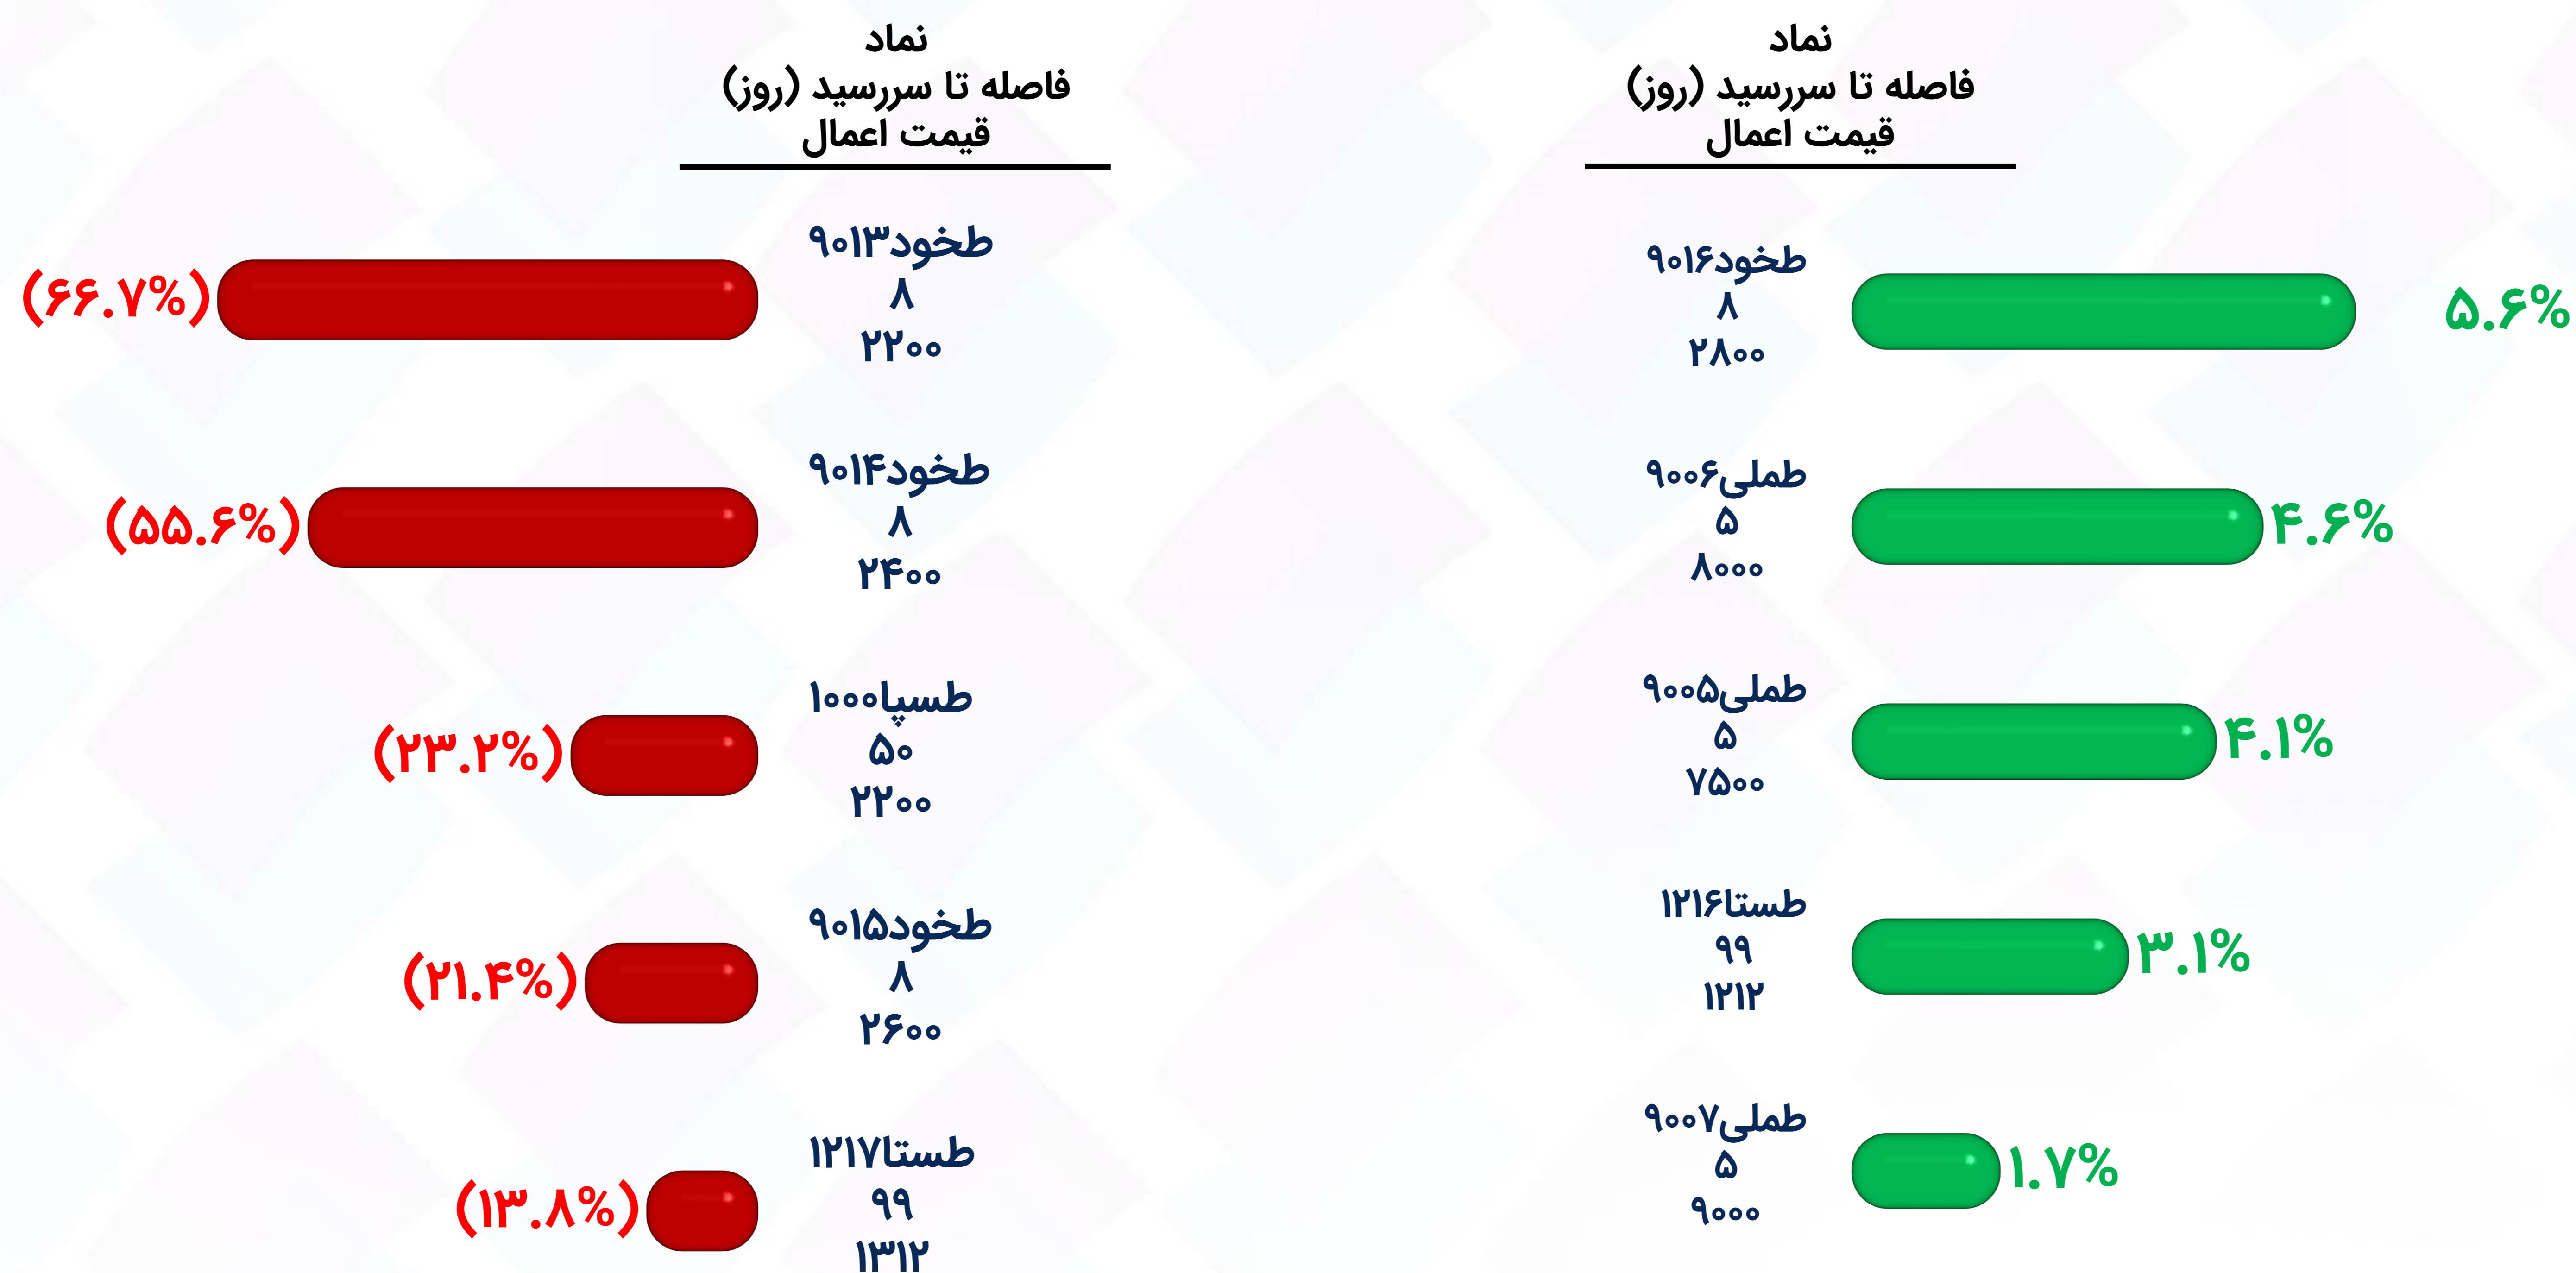 نماد
فاصله تا سررسید (روز)
قیمت اعمال
طخود۹۰۱۶
۸
۲۸۰۰
۵.۶%
طملی۹۰۰۶
۵
۸۰۰۰
۴.۶%
طملی۹۰۰۵
۵
۷۵۰۰
۴.۱%
طستا۱۲۱۶
۹۹
۱۲۱۲
۳.۱%
طملی۹۰۰۷
۵
۹۰۰۰
۱.۷%
نماد
فاصله تا سررسید (روز)
قیمت اعمال
طخود۹۰۱۳
۸
۲۲۰۰
(۶۶.۷%)
طخود۹۰۱۴
۸
۲۴۰۰
(۵۵.۶%)
طسپا۱۰۰۰
۵۰
۲۲۰۰
(۲۳.۲%)
طخود۹۰۱۵
۸
۲۶۰۰
(۲۱.۴%)
طستا۱۲۱۷
۹۹
۱۳۱۲
(۱۳.۸%)